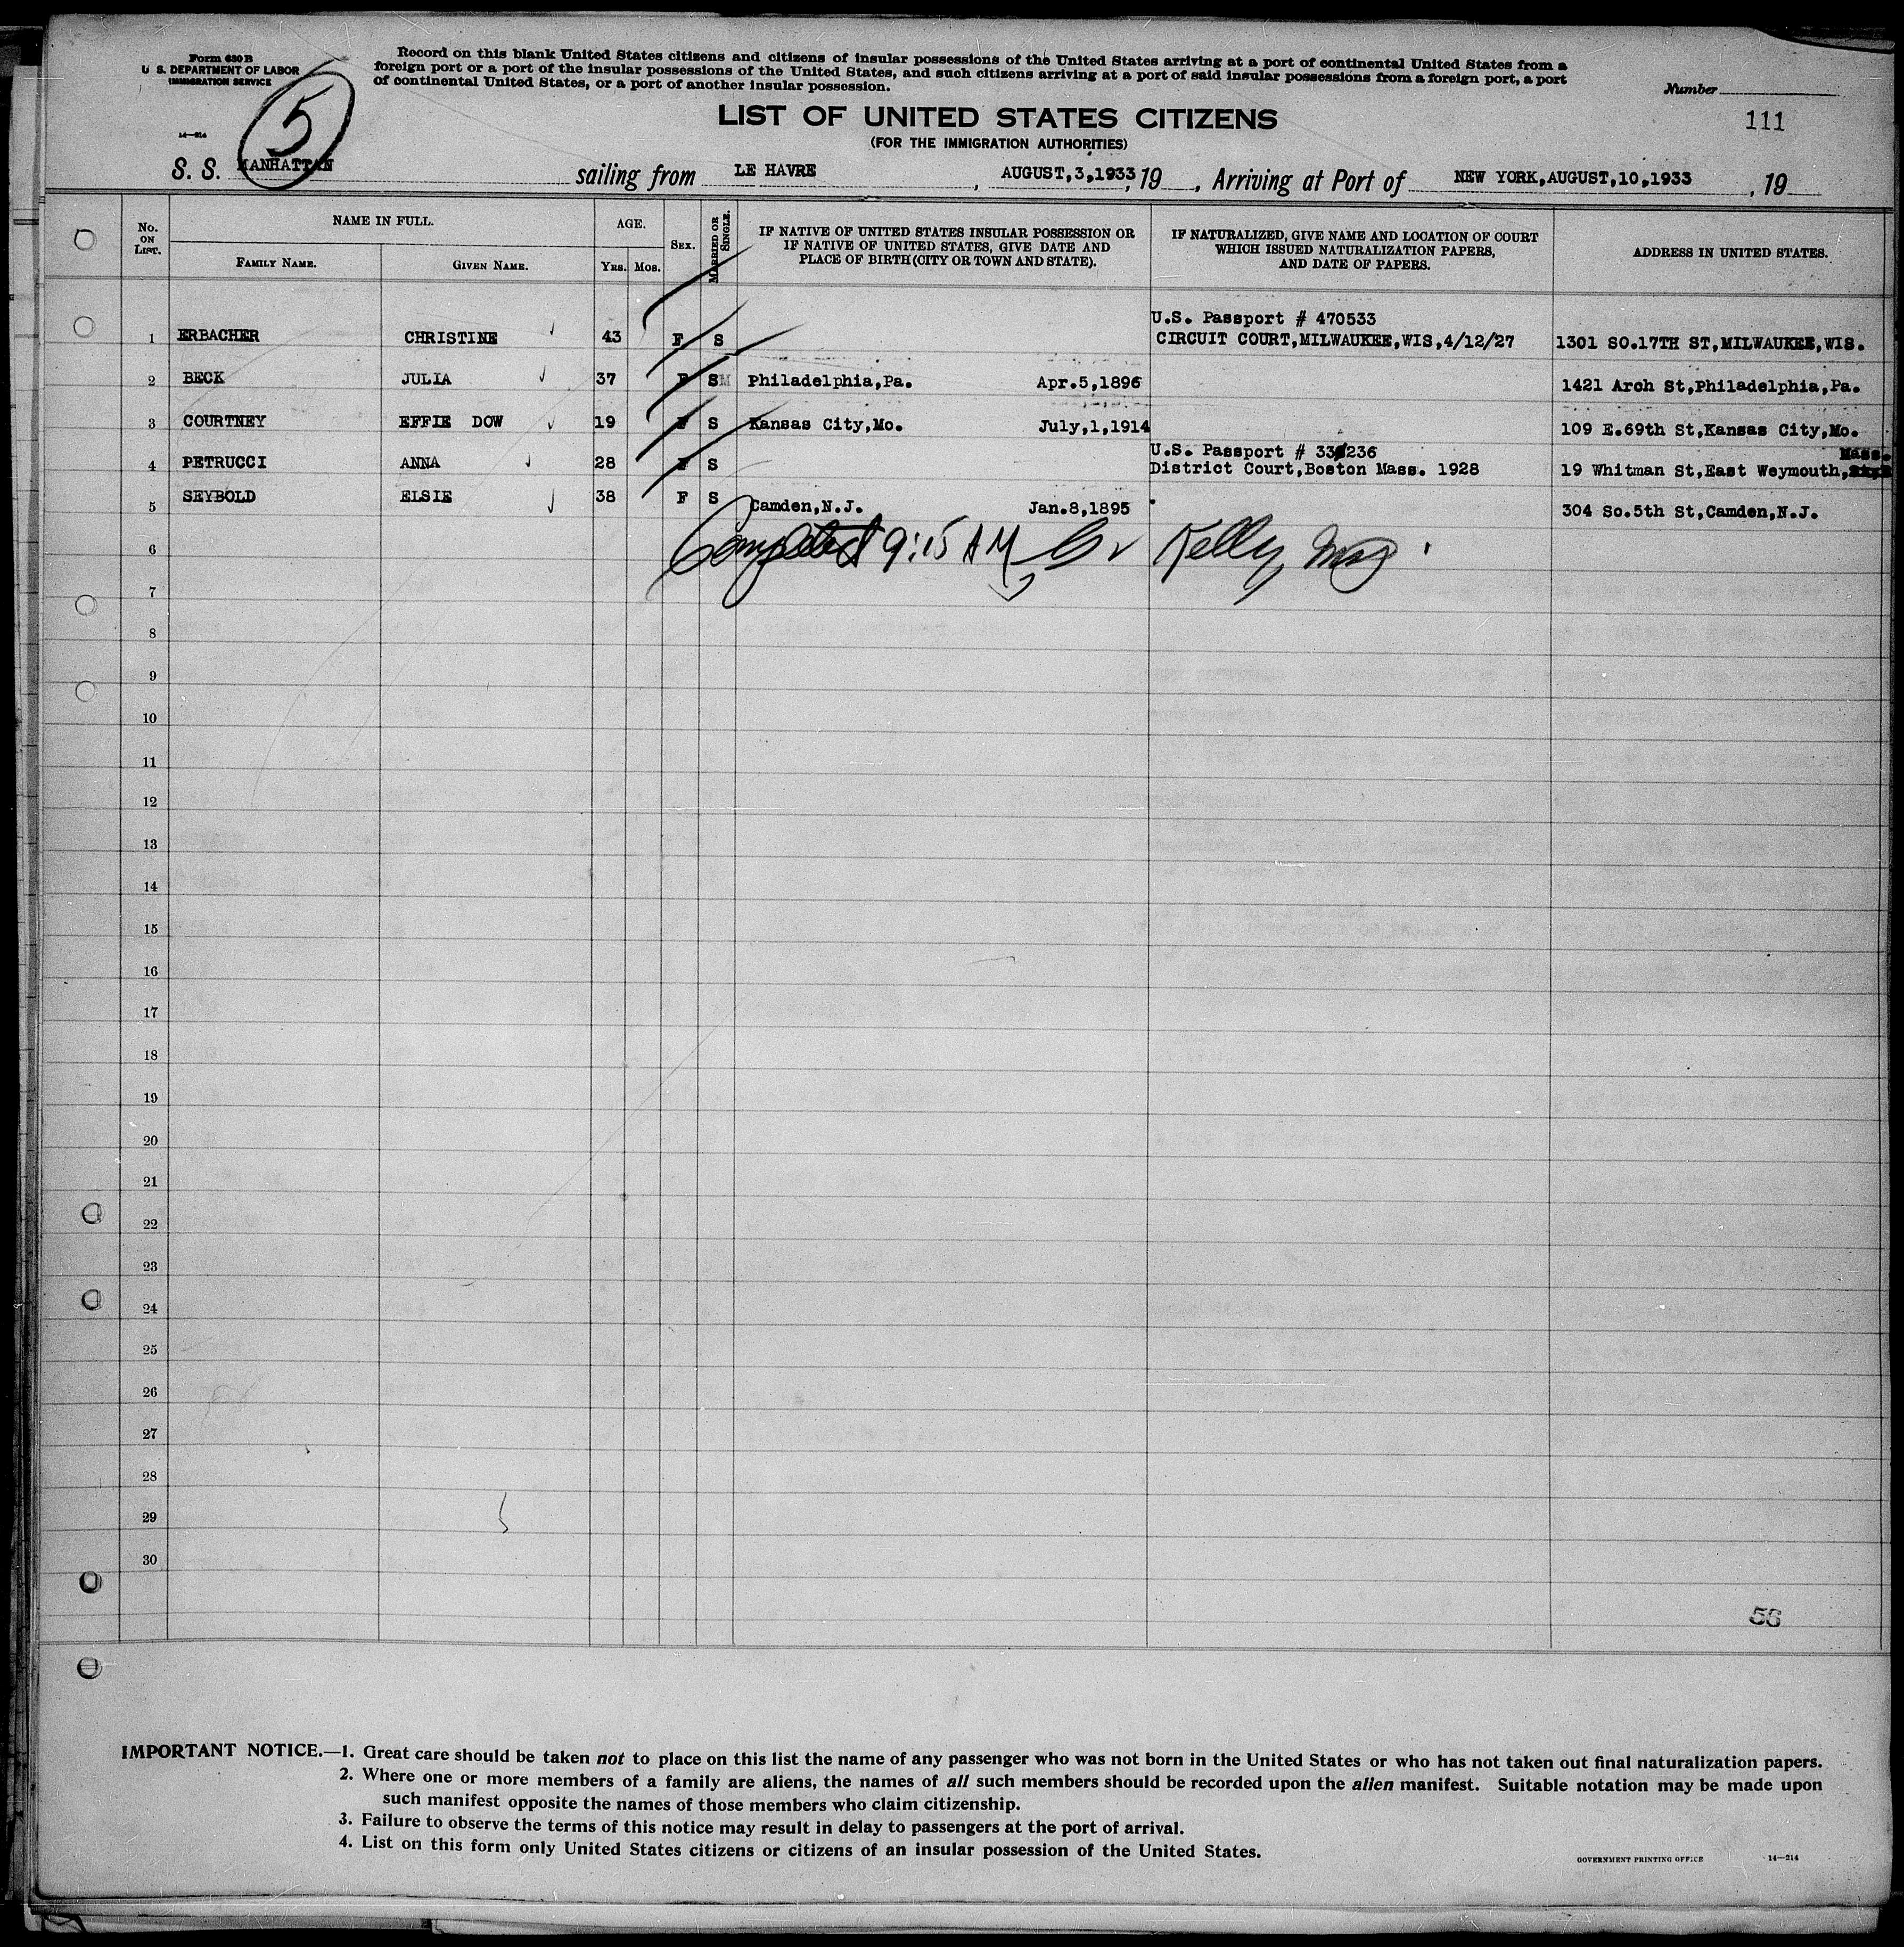 Form 630 B
U. S. DEPARTMENT OF LABOR
IMMIGRATION SERVICE
Record on this blank United States citizens and citizens of insular possessions of the United States arriving at a port of continental United States from a
foreign port or a port of the insular possessions of the United States, and such citizens arriving at a port of said insular possessions from a foreign port, a port
of continental United States, or a port of another insular possession.
Number
5
14—214
LIST OF UNITED STATES CITIZENS
111
(FOR THE IMMIGRATION AUTHORITIES)
S. S. MANHATTAN sailing from LE HAVRE, AUGUST,3,1933, 19 , Arriving at Port of NEW YORK,AUGUST,10,1933 , 19
No. ON LIST.
NAME IN FULL.
FAMILY NAME. GIVEN NAME.
AGE.
YRS. MOS.
SEX.
MARRIED OR SINGLE.
IF NATIVE OF UNITED STATES INSULAR POSSESSION OR
IF NATIVE OF UNITED STATES, GIVE DATE AND
PLACE OF BIRTH (CITY OR TOWN AND STATE).
IF NATURALIZED, GIVE NAME AND LOCATION OF COURT
WHICH ISSUED NATURALIZATION PAPERS,
AND DATE OF PAPERS.
ADDRESS IN UNITED STATES.
U.S. Passport # 470533
1 ERBACHER CHRISTINE 43 F S CIRCUIT COURT,MILWAUKEE,WIS,4/12/27 1301 SO.17TH ST,MILWAUKEE,WIS.
2 BECK JULIA 37 F SM Philadelphia,Pa. Apr.5,1896 1421 Arch St,Philadelphia,Pa.
3 COURTNEY EFFIE DOW 19 F S Kansas City,Mo. July,1,1914 109 E.69th St,Kansas City,Mo.
U.S. Passport # Mass.
4 PETRUCCI ANNA 28 F S District Court,Boston Mass. 1928 19 Whitman St,East Weymouth,
5 SEYBOLD ELSIE 38 F S Camden,N.J. Jan.8,1895 304 So.5th St,Camden,N.J.
6 Completed 9:15 AM Kelly
7
8
9
10
11
12
13
14
15
16
17
18
19
20
21
22
23
24
25
26
27
28
29
30
56
IMPORTANT NOTICE.—1. Great care should be taken not to place on this list the name of any passenger who was not born in the United States or who has not taken out final naturalization papers.
2. Where one or more members of a family are aliens, the names of all such members should be recorded upon the alien manifest. Suitable notation may be made upon
such manifest opposite the names of those members who claim citizenship.
3. Failure to observe the terms of this notice may result in delay to passengers at the port of arrival.
4. List on this form only United States citizens or citizens of an insular possession of the United States.
GOVERNMENT PRINTING OFFICE 14—214